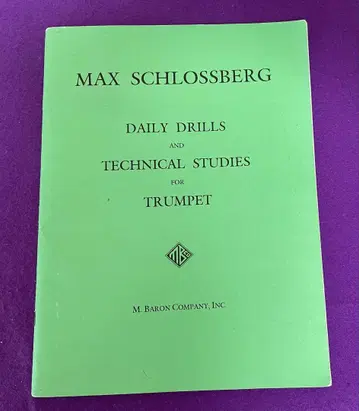 MAX SCHLOSSBERG
DAILY DRILLS
AND
TECHNICAL STUDIES
FOR
TRUMPET
M. BARON COMPANY, INC